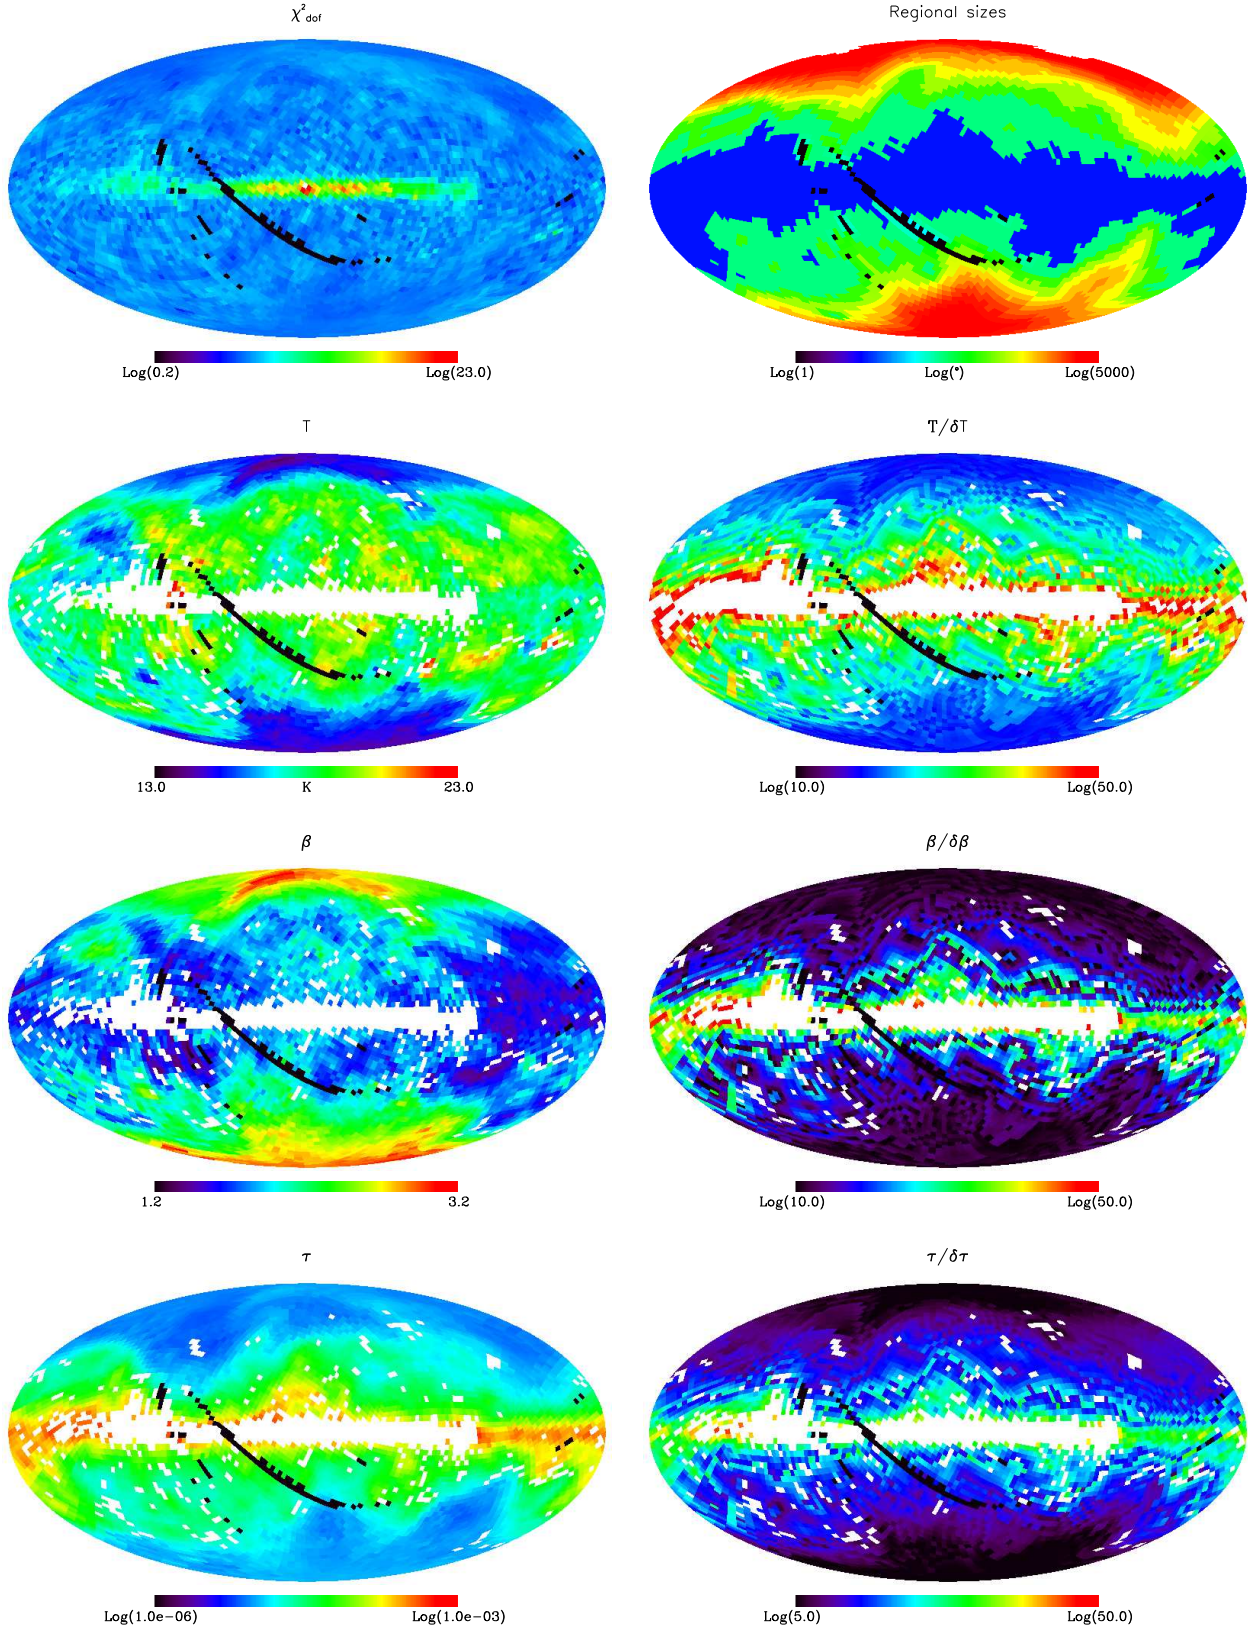 χ²dof
Regional sizes
Log(0.2) Log(23.0)
Log(1) Log(°) Log(5000)
T
T/δT
13.0 K 23.0
Log(10.0) Log(50.0)
β
β/δβ
1.2 3.2
Log(10.0) Log(50.0)
τ
τ/δτ
Log(1.0e-06) Log(1.0e-03)
Log(5.0) Log(50.0)